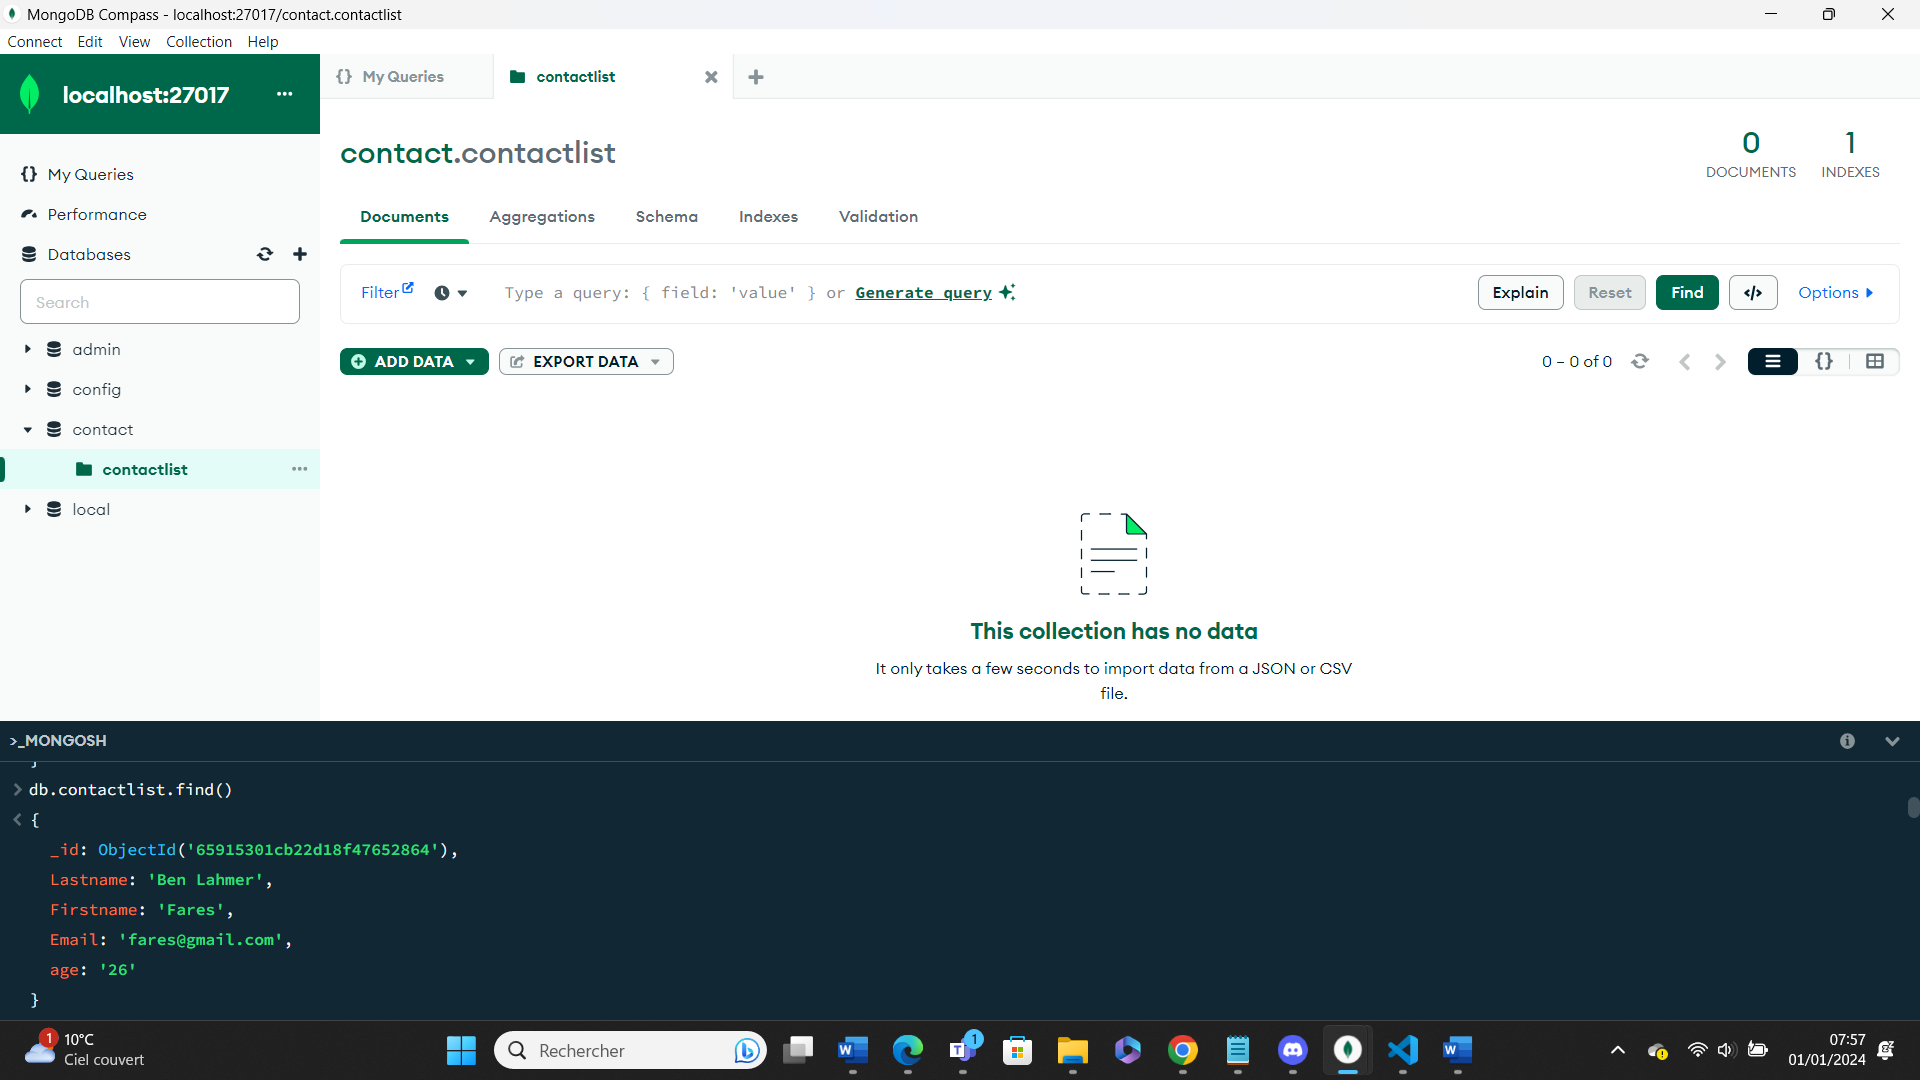 MongoDB Compass - localhost:27017/contact.contactlist
Connect Edit View Collection Help
localhost:27017 ...
{} My Queries
contactlist
My Queries
Performance
Databases
Search
admin
config
contact
contactlist
local
contact.contactlist
0
DOCUMENTS
1
INDEXES
Documents Aggregations Schema Indexes Validation
Filter Type a query: { field: 'value' } or Generate query Explain Reset Find </> Options
ADD DATA EXPORT DATA 0 – 0 of 0 {}
This collection has no data
It only takes a few seconds to import data from a JSON or CSV
file.
>_MONGOSH
}
> db.contactlist.find()
< {
_id: ObjectId('65915301cb22d18f47652864'),
Lastname: 'Ben Lahmer',
Firstname: 'Fares',
Email: 'fares@gmail.com',
age: '26'
}
1
10°C
Ciel couvert
Rechercher
1
07:57
01/01/2024